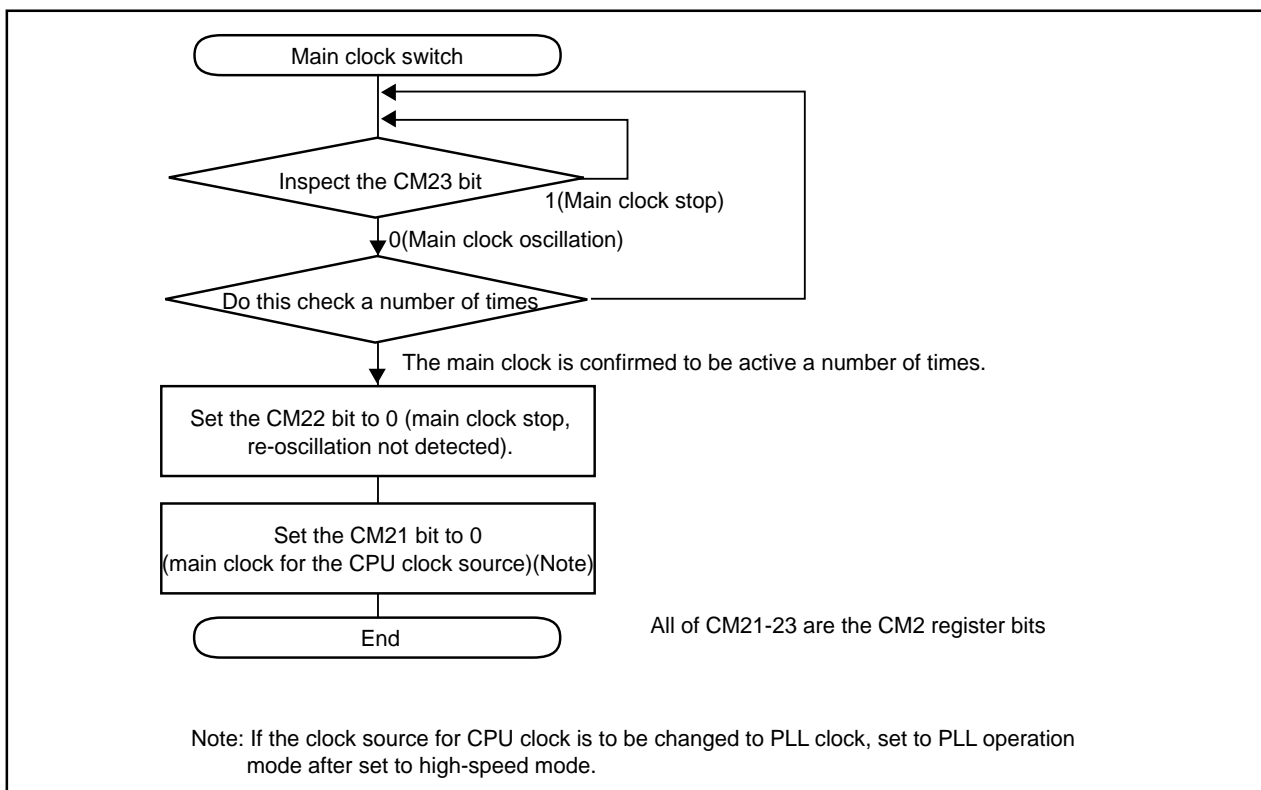 Main clock switch
Inspect the CM23 bit
1(Main clock stop)
0(Main clock oscillation)
Do this check a number of times
The main clock is confirmed to be active a number of times.
Set the CM22 bit to 0 (main clock stop,
re-oscillation not detected).
Set the CM21 bit to 0
(main clock for the CPU clock source)(Note)
End
All of CM21-23 are the CM2 register bits
Note: If the clock source for CPU clock is to be changed to PLL clock, set to PLL operation
mode after set to high-speed mode.